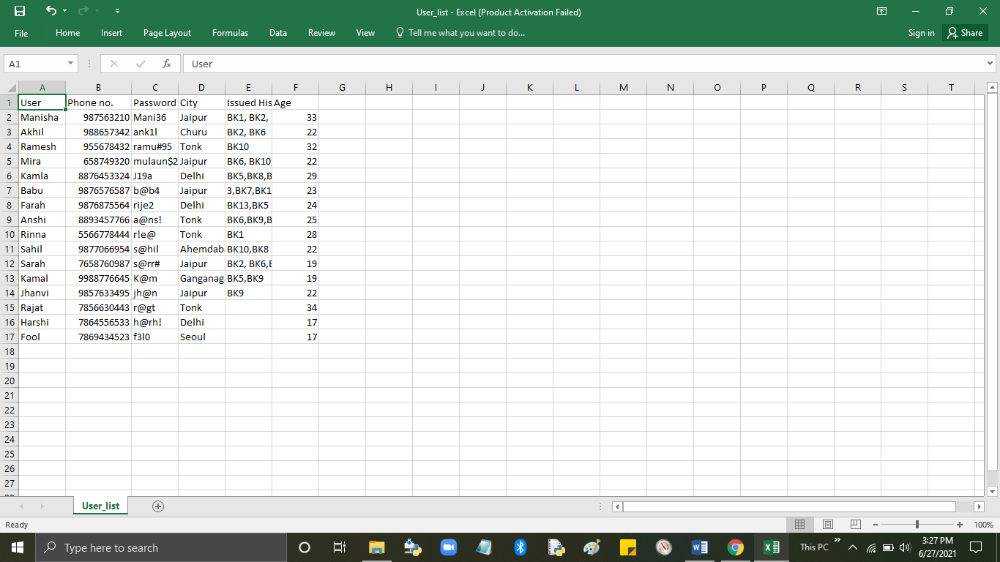 User_list - Excel (Product Activation Failed)
File Home Insert Page Layout Formulas Data Review View Tell me what you want to do... Sign in Share
A1 fx User
A B C D E F G H I J K L M N O P Q R S T
1 User Phone no. Password City Issued His Age
2 Manisha 987563210 Mani36 Jaipur BK1, BK2, 33
3 Akhil 988657342 ank1l Churu BK2, BK6 22
4 Ramesh 955678432 ramu#95 Tonk BK10 32
5 Mira 658749320 mulaun$2 Jaipur BK6, BK10, 22
6 Kamla 8876453324 J19a Delhi BK5,BK8,B 29
7 Babu 9876576587 b@b4 Jaipur 3,BK7,BK1 23
8 Farah 9876875564 rije2 Delhi BK13,BK5 24
9 Anshi 8893457766 a@ns! Tonk BK6,BK9,B 25
10 Rinna 5566778444 r!e@ Tonk BK1 28
11 Sahil 9877066954 s@hil Ahemdab BK10,BK8 22
12 Sarah 7658760987 s@rr# Jaipur BK2, BK6,B 19
13 Kamal 9988776645 K@m Ganganag BK5,BK9 19
14 Jhanvi 9857633495 jh@n Jaipur BK9 22
15 Rajat 7856630443 r@gt Tonk 34
16 Harshi 7864556533 h@rh! Delhi 17
17 Fool 7869434523 f3l0 Seoul 17
18
19
20
21
22
23
24
25
26
27
User_list
Ready 100%
Type here to search This PC 3:27 PM
6/27/2021